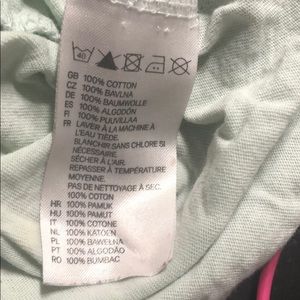 40
GB 100% COTTON
CZ 100% BAVLNA
DE 100% BAUMWOLLE
ES 100% ALGODÓN
FI 100% PUUVILLAA
FR LAVER À LA MACHINE À
L'EAU TIÈDE.
BLANCHIR SANS CHLORE SI
NÉCESSAIRE.
SÉCHER À L'AIR.
REPASSER À TEMPÉRATURE
MOYENNE.
PAS DE NETTOYAGE À SEC.
100% COTON
HR 100% PAMUK
HU 100% PAMUT
IT 100% COTONE
NL 100% KATOEN
PL 100% BAWEŁNA
PT 100% ALGODÃO
RO 100% BUMBAC